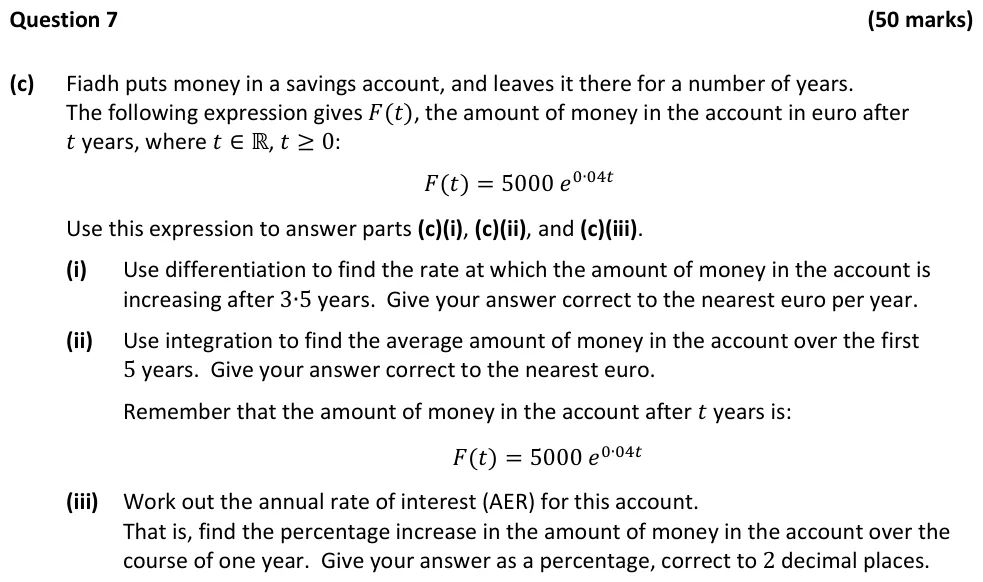 Question 7 (50 marks)
(c) Fiadh puts money in a savings account, and leaves it there for a number of years.
The following expression gives F(t), the amount of money in the account in euro after
t years, where t ∈ ℝ, t ≥ 0:
F(t) = 5000 e^{0·04t}
Use this expression to answer parts (c)(i), (c)(ii), and (c)(iii).
(i) Use differentiation to find the rate at which the amount of money in the account is
increasing after 3·5 years. Give your answer correct to the nearest euro per year.
(ii) Use integration to find the average amount of money in the account over the first
5 years. Give your answer correct to the nearest euro.
Remember that the amount of money in the account after t years is:
F(t) = 5000 e^{0·04t}
(iii) Work out the annual rate of interest (AER) for this account.
That is, find the percentage increase in the amount of money in the account over the
course of one year. Give your answer as a percentage, correct to 2 decimal places.